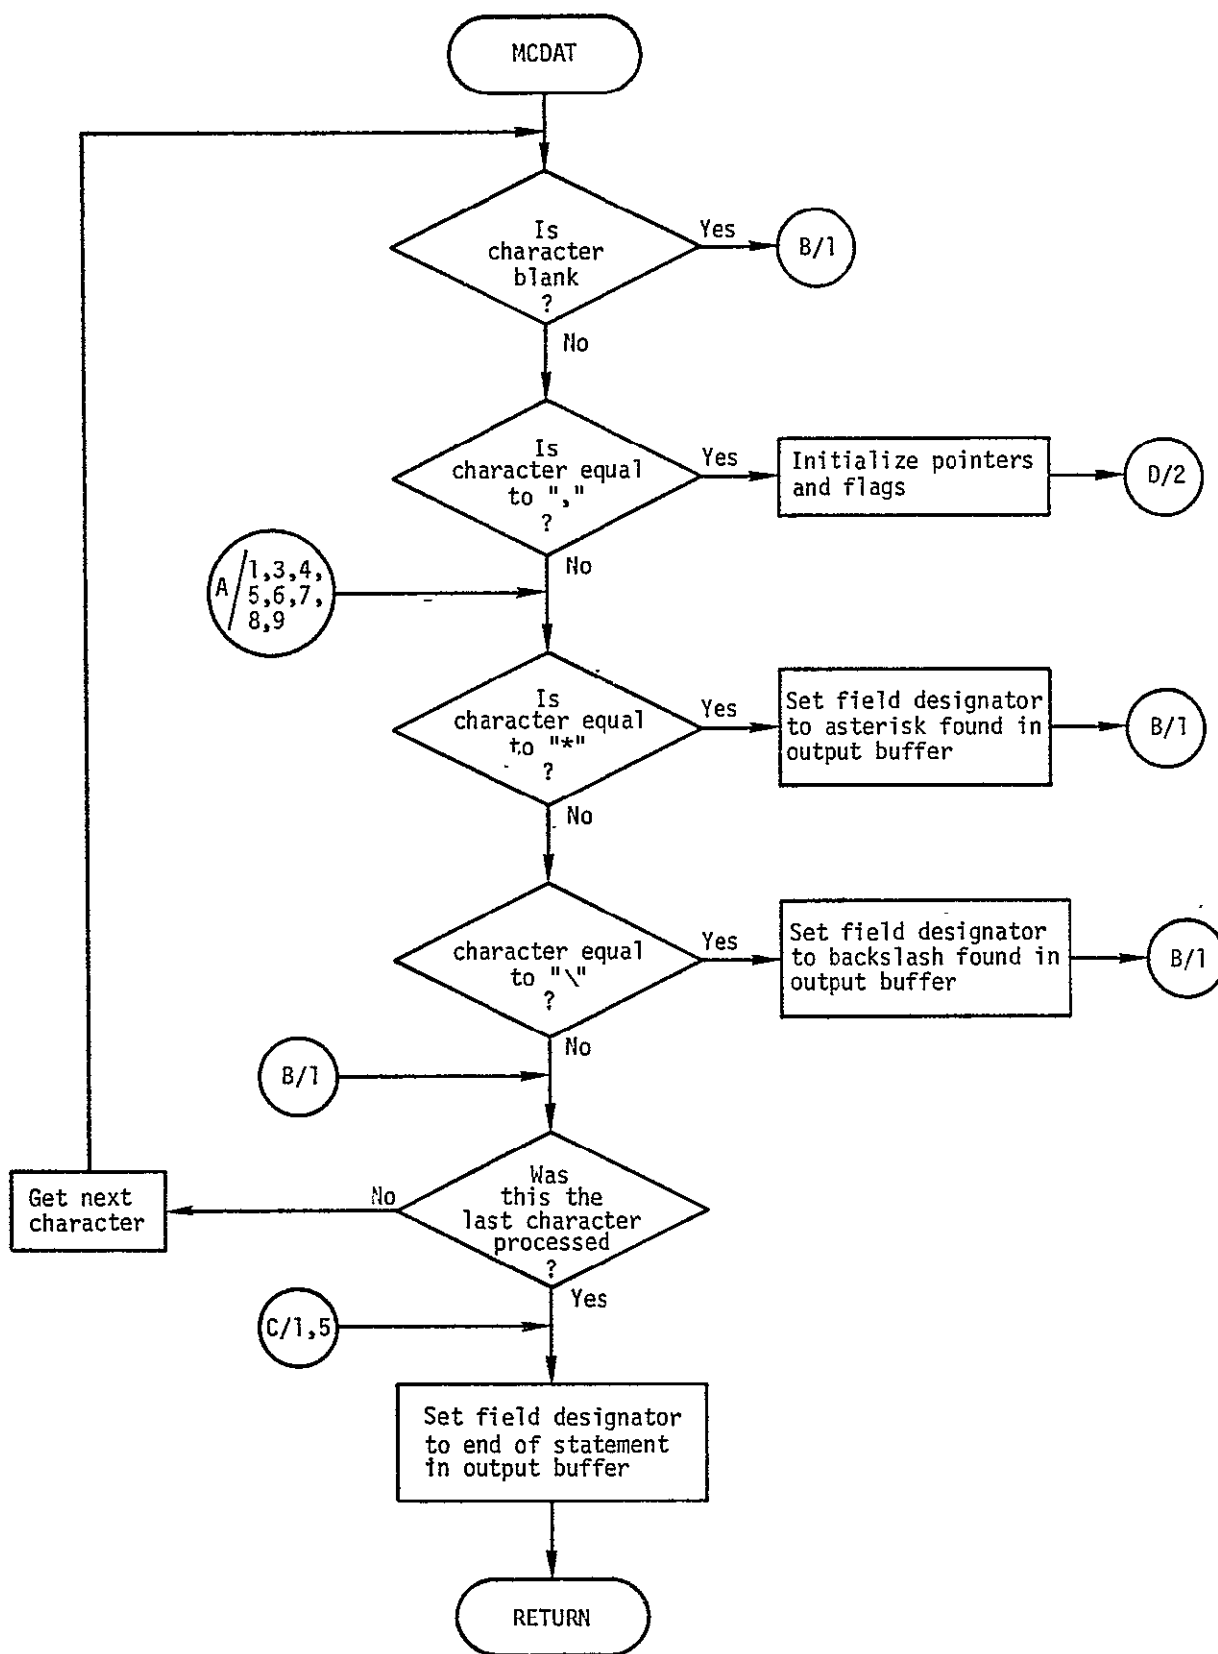 MCDAT
Is
character
blank
?
Yes
B/1
No
Is
character equal
to ","
?
Yes
Initialize pointers
and flags
D/2
No
A/1,3,4,
5,6,7,
8,9
Is
character equal
to "*"
?
Yes
Set field designator
to asterisk found in
output buffer
B/1
No
character equal
to "\"
?
Yes
Set field designator
to backslash found in
output buffer
B/1
No
B/1
Was
this the
last character
processed
?
No
Get next
character
Yes
C/1,5
Set field designator
to end of statement
in output buffer
RETURN